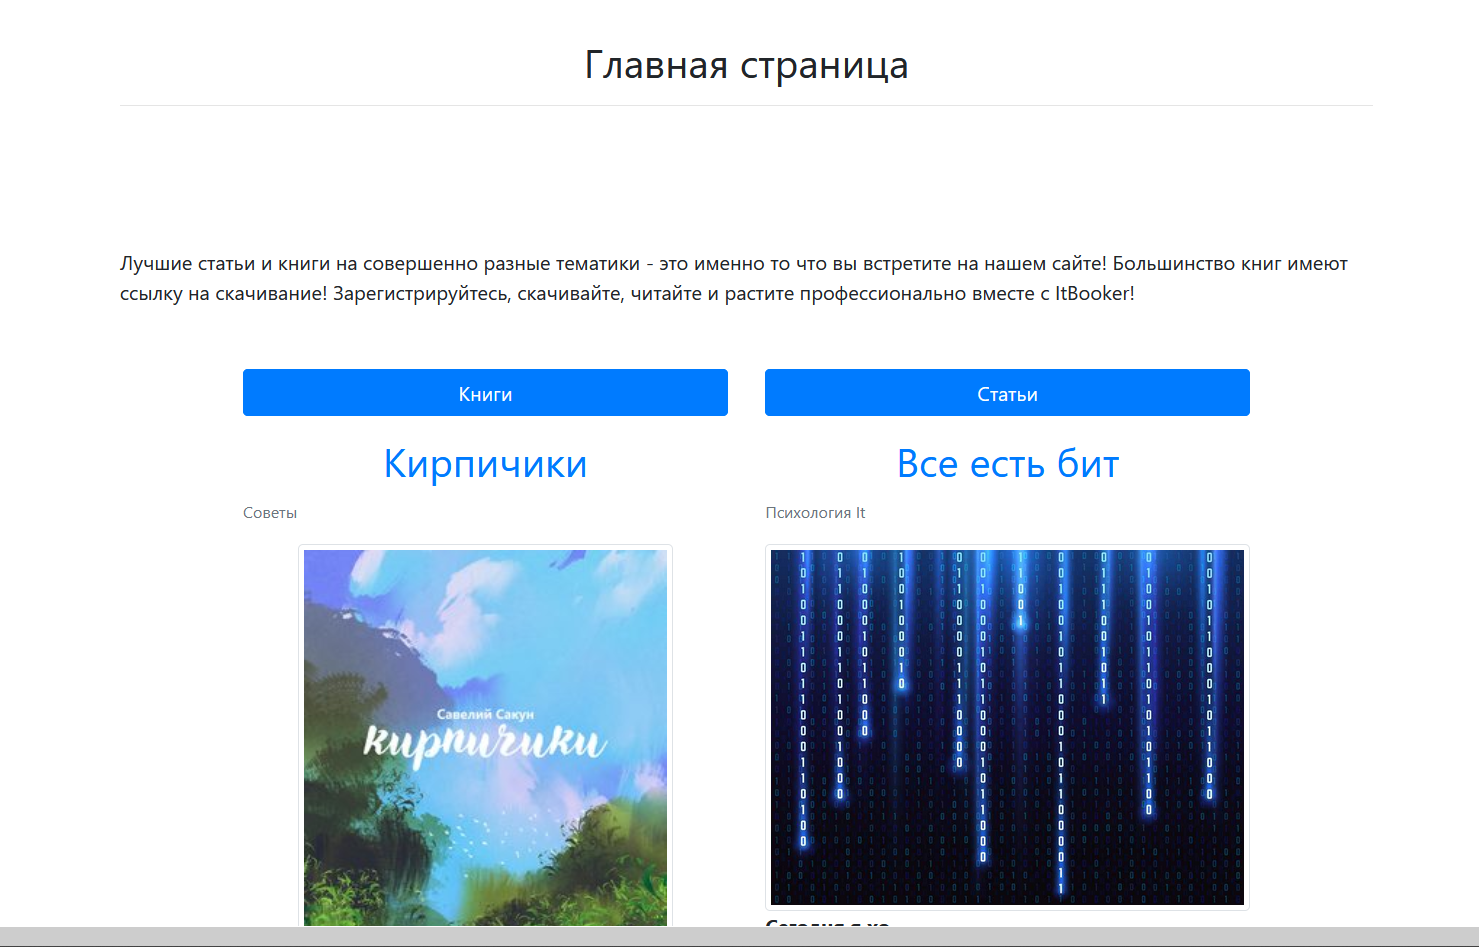 Главная страница
Лучшие статьи и книги на совершенно разные тематики - это именно то что вы встретите на нашем сайте! Большинство книг имеют
ссылку на скачивание! Зарегистрируйтесь, скачивайте, читайте и растите профессионально вместе с ItBooker!
Книги
Статьи
Кирпичики
Все есть бит
Советы
Психология It
Савелий Сакун
кирпичики